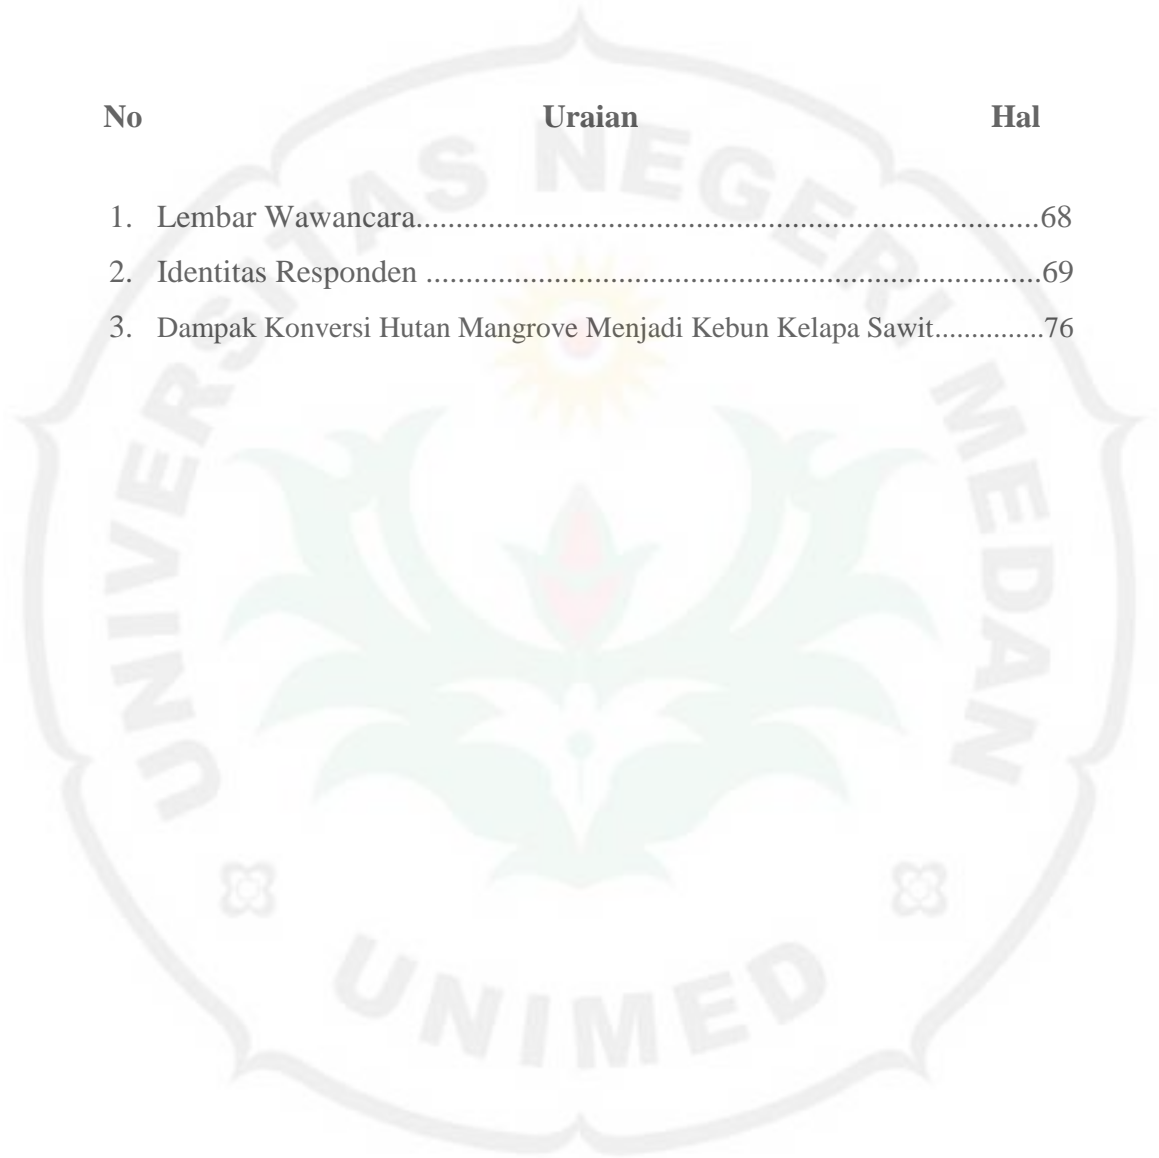 No Uraian Hal
1. Lembar Wawancara..............................................................................68
2. Identitas Responden .............................................................................69
3. Dampak Konversi Hutan Mangrove Menjadi Kebun Kelapa Sawit...............76
UNIVERSITAS NEGERI MEDAN
UNIMED